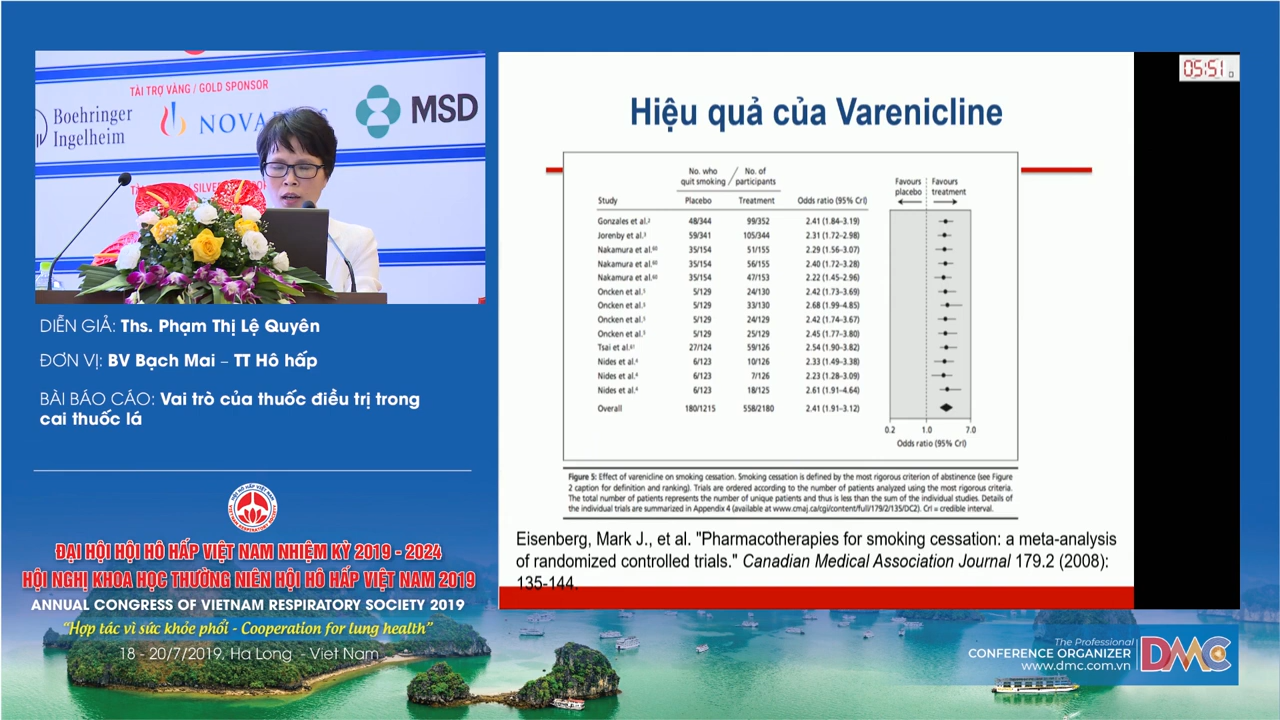 TÀI TRỢ VÀNG / GOLD SPONSOR
Boehringer
Ingelheim
MSD
DIỄN GIẢ: Ths. Phạm Thị Lệ Quyên
ĐƠN VỊ: BV Bạch Mai – TT Hô hấp
BÀI BÁO CÁO: Vai trò của thuốc điều trị trong
cai thuốc lá
ĐẠI HỘI HỘI HÔ HẤP VIỆT NAM NHIỆM KỲ 2019 - 2024
HỘI NGHỊ KHOA HỌC THƯỜNG NIÊN HỘI HÔ HẤP VIỆT NAM 2019
ANNUAL CONGRESS OF VIETNAM RESPIRATORY SOCIETY 2019
“Hợp tác vì sức khỏe phổi - Cooperation for lung health”
18 - 20/7/2019, Ha Long - Viet Nam
05:51
Hiệu quả của Varenicline
No. who quit smoking / No. of participants
Favours placebo Favours treatment
Study Placebo Treatment Odds ratio (95% CrI)
Gonzales et al. 48/344 99/352 2.41 (1.84–3.19)
Jorenby et al. 59/341 105/344 2.31 (1.72–2.98)
Nakamura et al. 35/154 51/155 2.29 (1.56–3.07)
Nakamura et al. 35/154 56/155 2.40 (1.72–3.28)
Nakamura et al. 35/154 47/153 2.22 (1.45–2.96)
Oncken et al. 5/129 24/130 2.42 (1.73–3.69)
Oncken et al. 5/129 33/130 2.68 (1.99–4.85)
Oncken et al. 5/129 24/129 2.42 (1.74–3.67)
Oncken et al. 5/129 25/129 2.45 (1.77–3.80)
Tsai et al. 27/124 59/126 2.54 (1.90–3.82)
Nides et al. 6/123 10/126 2.33 (1.49–3.38)
Nides et al. 6/123 7/126 2.23 (1.28–3.09)
Nides et al. 6/123 18/125 2.61 (1.91–4.64)
Overall 180/1215 558/2180 2.41 (1.91–3.12)
0.2 1.0 7.0
Odds ratio (95% CrI)
Figure 5: Effect of varenicline on smoking cessation. Smoking cessation is defined by the most rigorous criterion of abstinence (see Figure
2 caption for definition and ranking). Trials are ordered according to the number of patients analyzed using the most rigorous criteria.
The total number of patients represents the number of unique patients and thus is less than the sum of the individual studies. Details of
the individual trials are summarized in Appendix 4 (available at www.cmaj.ca/cgi/content/full/179/2/135/DC2). CrI = credible interval.
Eisenberg, Mark J., et al. "Pharmacotherapies for smoking cessation: a meta-analysis
of randomized controlled trials." Canadian Medical Association Journal 179.2 (2008):
135-144.
The Professional
CONFERENCE ORGANIZER
www.dmc.com.vn
DMC